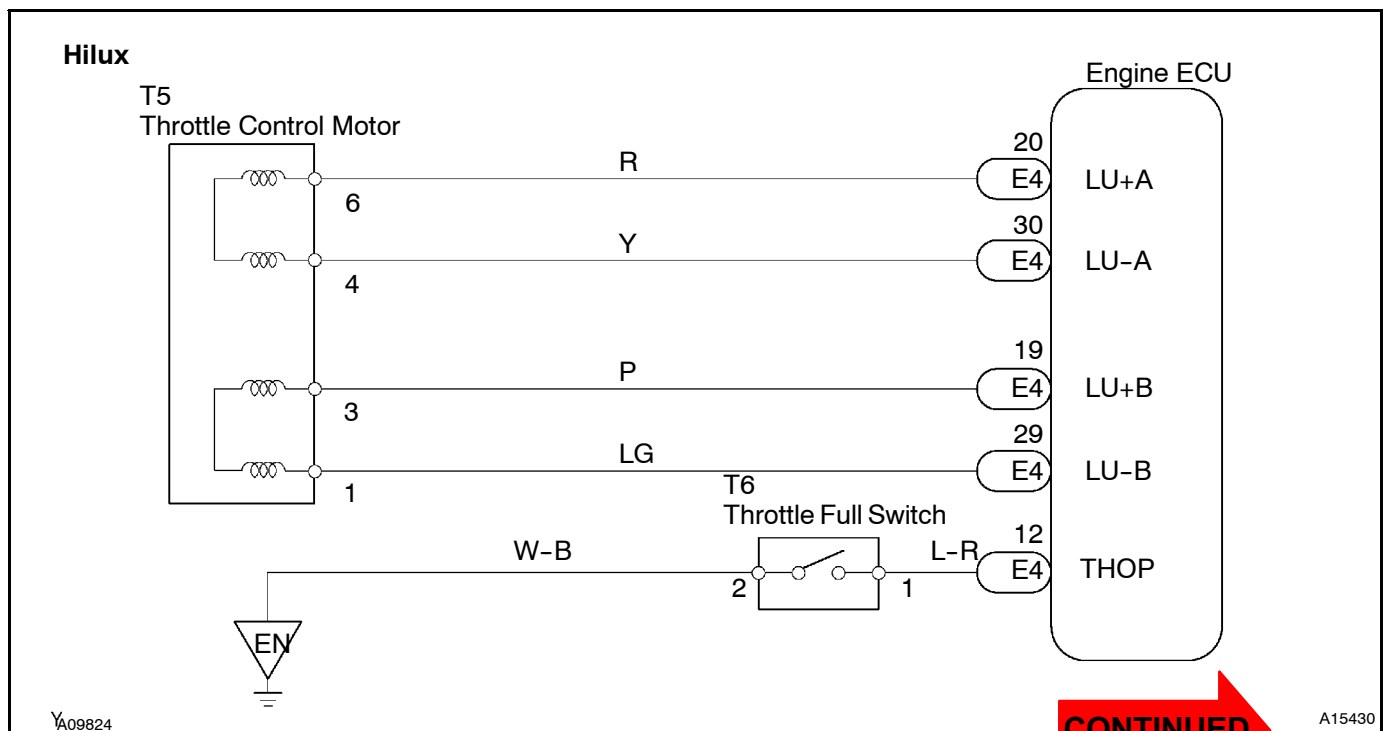 Hilux
Engine ECU
T5
Throttle Control Motor
R
6
20
E4
LU+A
Y
4
30
E4
LU-A
P
3
19
E4
LU+B
LG
1
29
E4
LU-B
T6
Throttle Full Switch
W-B
2
1
L-R
12
E4
THOP
EN
CONTINUED
Y
A09824
A15430